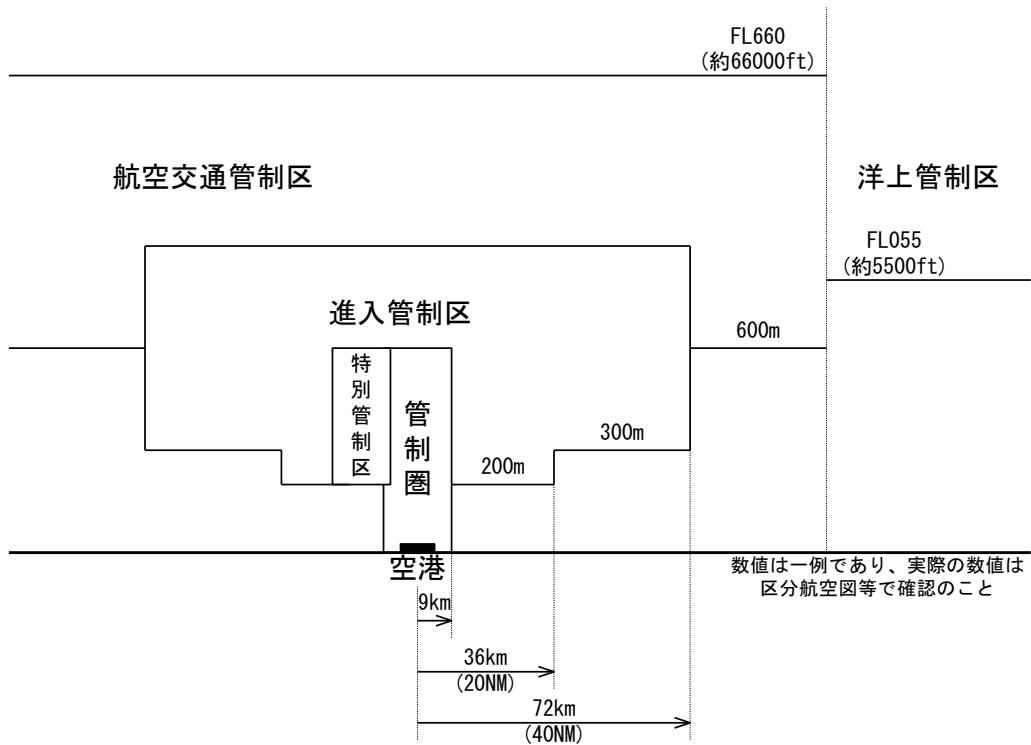 FL660
(約66000ft)
航空交通管制区
洋上管制区
FL055
(約5500ft)
進入管制区
600m
特別管制区
管制圏
300m
200m
空港
数値は一例であり、実際の数値は
区分航空図等で確認のこと
9km
36km
(20NM)
72km
(40NM)